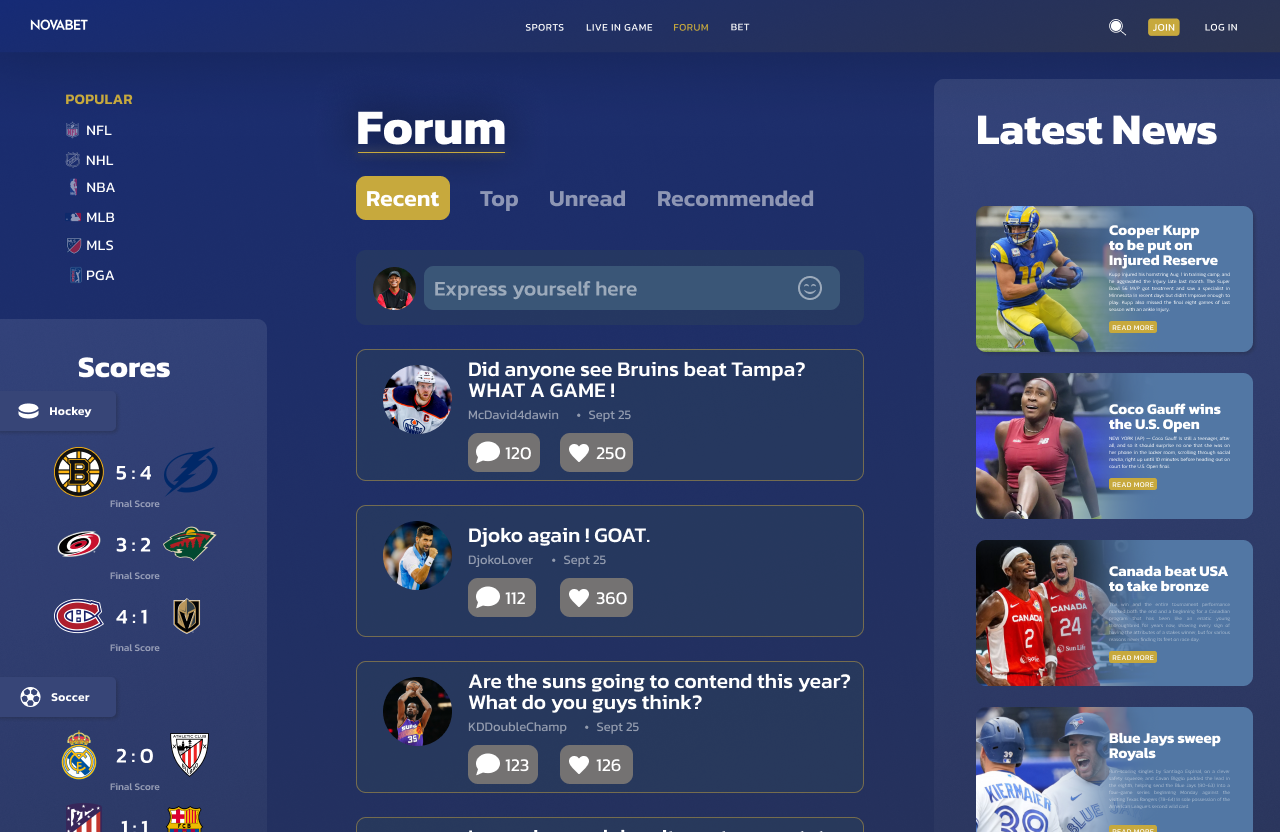 NOVABET
SPORTS
LIVE IN GAME
FORUM
BET
JOIN
LOG IN
POPULAR
NFL
NHL
NBA
MLB
MLS
PGA
Scores
Hockey
5 : 4
Final Score
3 : 2
Final Score
4 : 1
Final Score
Soccer
2 : 0
Final Score
1 : 1
Forum
Recent
Top
Unread
Recommended
Express yourself here
Did anyone see Bruins beat Tampa?
WHAT A GAME !
McDavid4dawin • Sept 25
120
250
Djoko again ! GOAT.
DjokoLover • Sept 25
112
360
Are the suns going to contend this year?
What do you guys think?
KDDoubleChamp • Sept 25
123
126
Latest News
Cooper Kupp
to be put on
Injured Reserve
Kupp injured his hamstring Aug. 1 in training camp, and
he aggravated the injury late last month. The Super
Bowl 56 MVP got treatment and saw a specialist in
Minnesota in recent days but didn't improve enough to
play. Kupp also missed the final eight games of last
season with an ankle injury.
READ MORE
Coco Gauff wins
the U.S. Open
NEW YORK (AP) — Coco Gauff is still a teenager, after
all, and so it should surprise no one that she was on
her phone in the locker room, scrolling through social
media, right up until 10 minutes before heading out on
court for the U.S. Open final.
READ MORE
Canada beat USA
to take bronze
READ MORE
CANADA
2
CANADA
24
Sun Life
Blue Jays sweep
Royals
READ MORE
39
KIERMAIER
BLUE
35